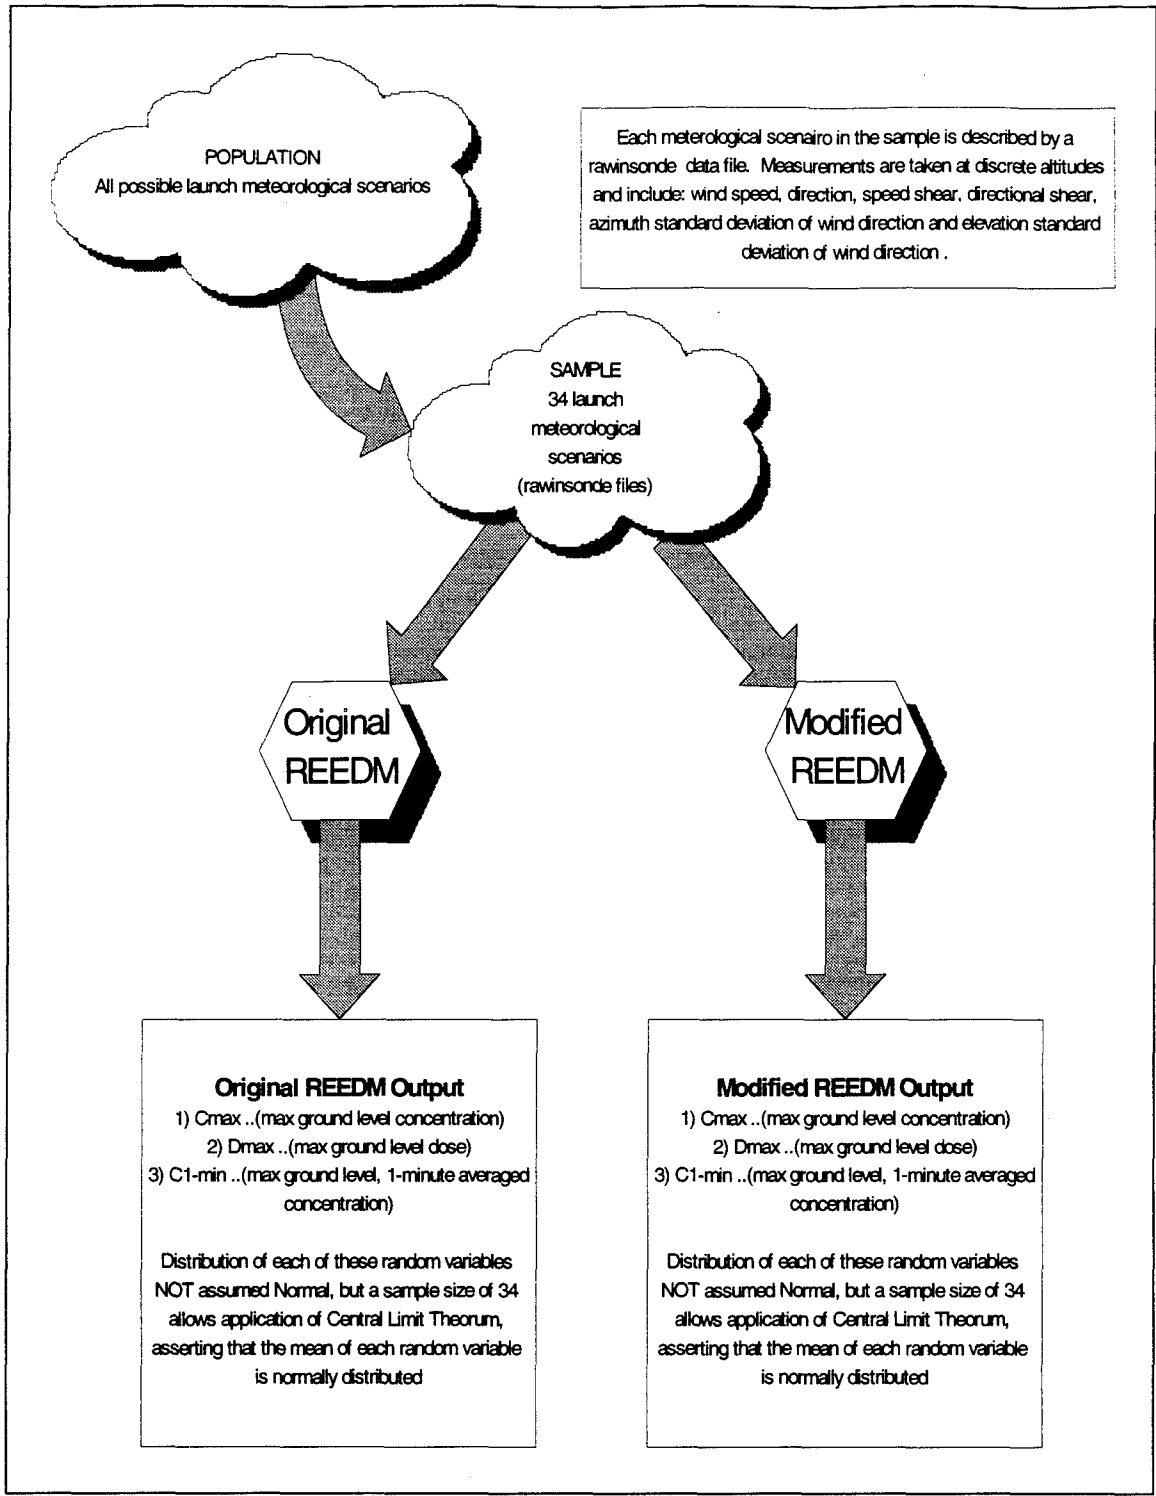 POPULATION
All possible launch meteorological scenarios
Each meterological scenairo in the sample is described by a
rawinsonde data file. Measurements are taken at discrete altitudes
and include: wind speed, direction, speed shear, directional shear,
azimuth standard deviation of wind direction and elevation standard
deviation of wind direction .
SAMPLE
34 launch
meteorological
scenarios
(rawinsonde files)
Original
REEDM
Modified
REEDM
Original REEDM Output
1) Cmax ..(max ground level concentration)
2) Dmax ..(max ground level dose)
3) C1-min ..(max ground level, 1-minute averaged
concentration)
Distribution of each of these random variables
NOT assumed Normal, but a sample size of 34
allows application of Central Limit Theorum,
asserting that the mean of each random variable
is normally distributed
Modified REEDM Output
1) Cmax ..(max ground level concentration)
2) Dmax ..(max ground level dose)
3) C1-min ..(max ground level, 1-minute averaged
concentration)
Distribution of each of these random variables
NOT assumed Normal, but a sample size of 34
allows application of Central Limit Theorum,
asserting that the mean of each random variable
is normally distributed